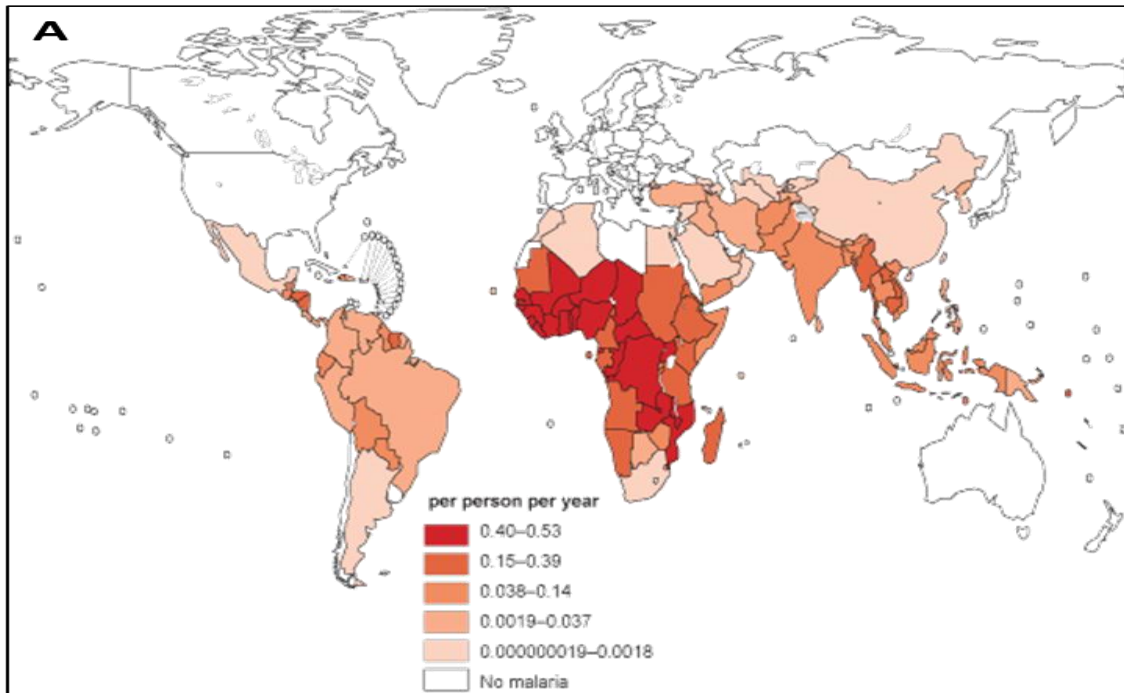 A
per person per year
0.40–0.53
0.15–0.39
0.038–0.14
0.0019–0.037
0.000000019–0.0018
No malaria